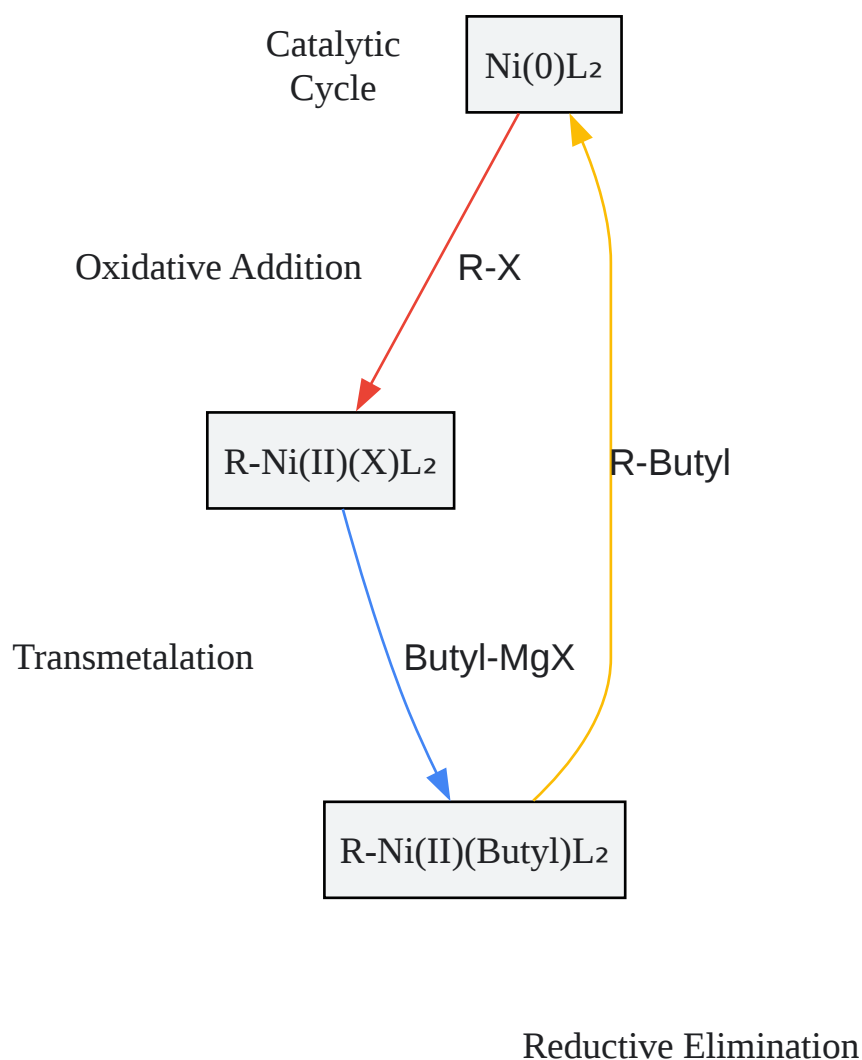 Catalytic
Cycle
Ni(0)L₂
Oxidative Addition
R-X
R-Ni(II)(X)L₂
R-Butyl
Transmetalation
Butyl-MgX
R-Ni(II)(Butyl)L₂
Reductive Elimination